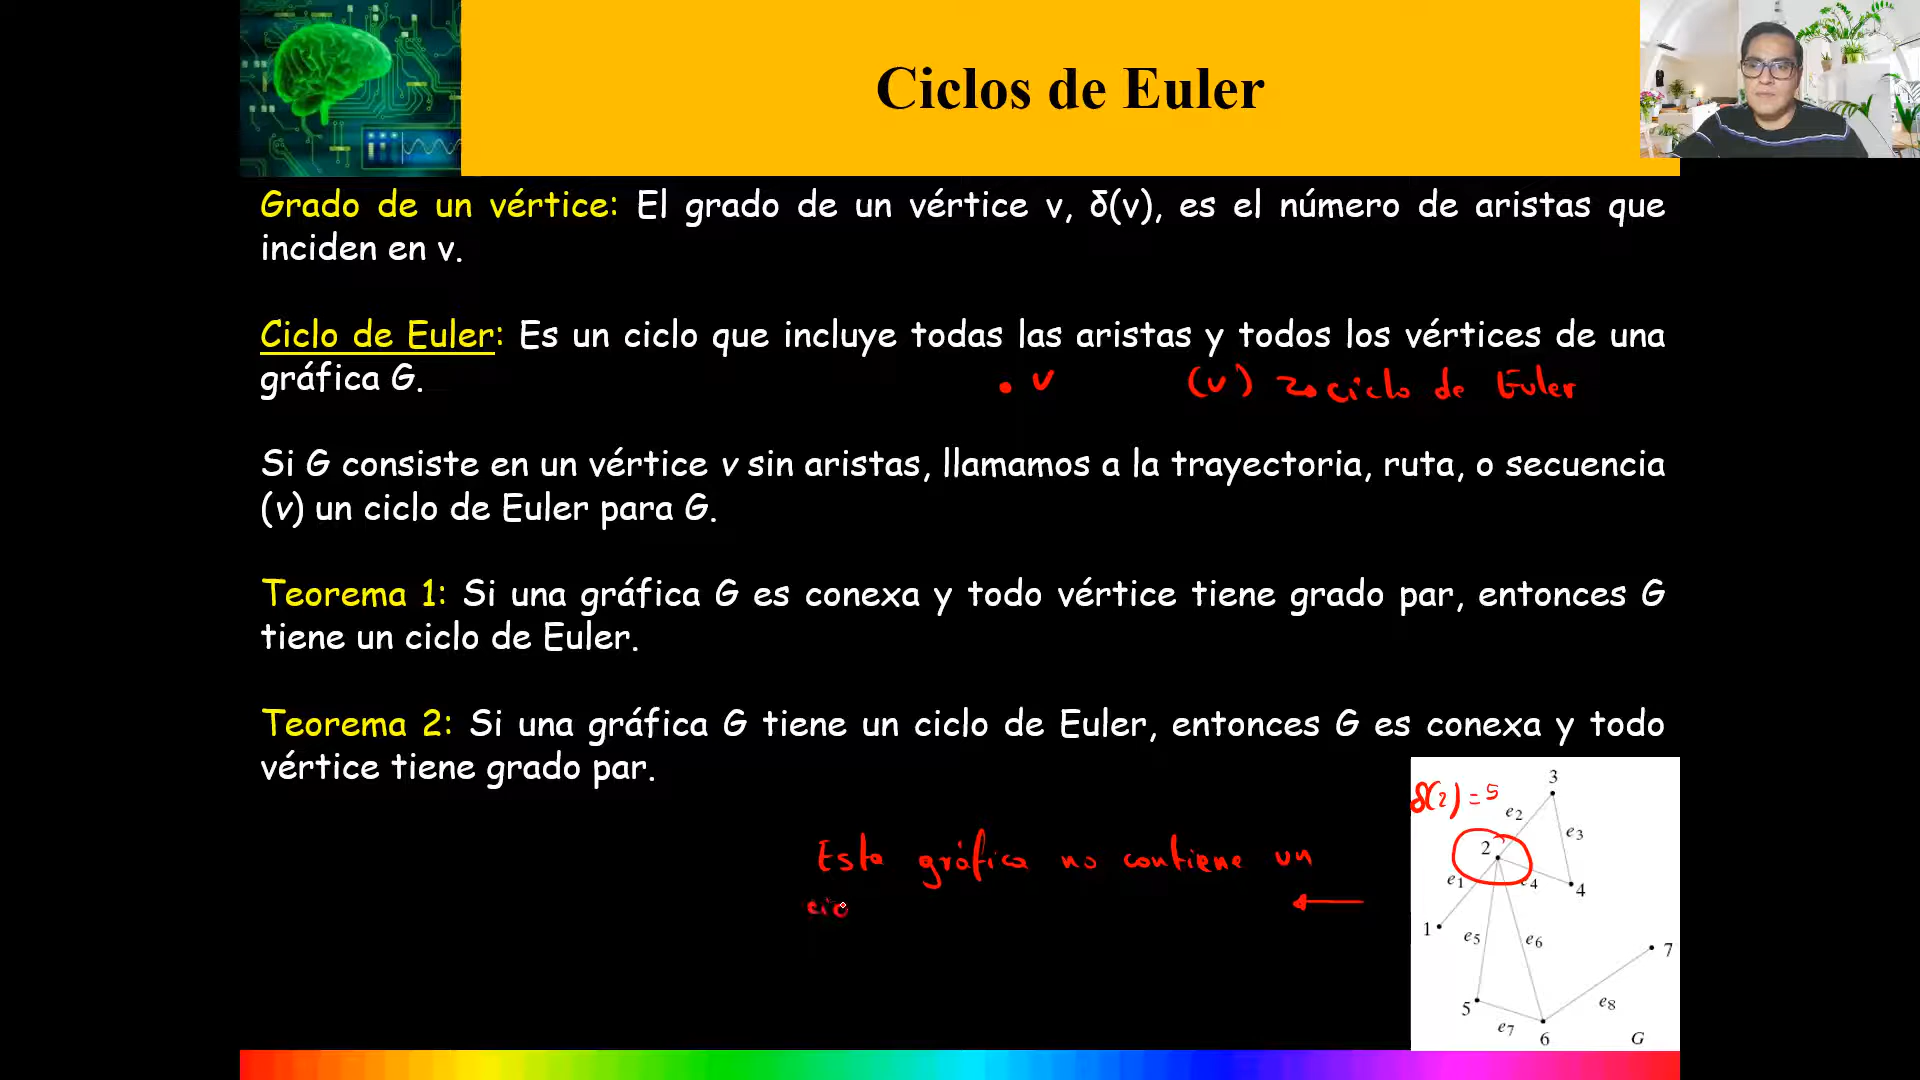 Ciclos de Euler
Grado de un vértice: El grado de un vértice v, δ(v), es el número de aristas que
inciden en v.
Ciclo de Euler: Es un ciclo que incluye todas las aristas y todos los vértices de una
gráfica G.
• v (v) ciclo de Euler
Si G consiste en un vértice v sin aristas, llamamos a la trayectoria, ruta, o secuencia
(v) un ciclo de Euler para G.
Teorema 1: Si una gráfica G es conexa y todo vértice tiene grado par, entonces G
tiene un ciclo de Euler.
Teorema 2: Si una gráfica G tiene un ciclo de Euler, entonces G es conexa y todo
vértice tiene grado par.
Esta gráfica no contiene un
cic
δ(2) = 5
3
e2
e3
2
e1
e4
4
1
e5
e6
7
5
e8
e7
6
G